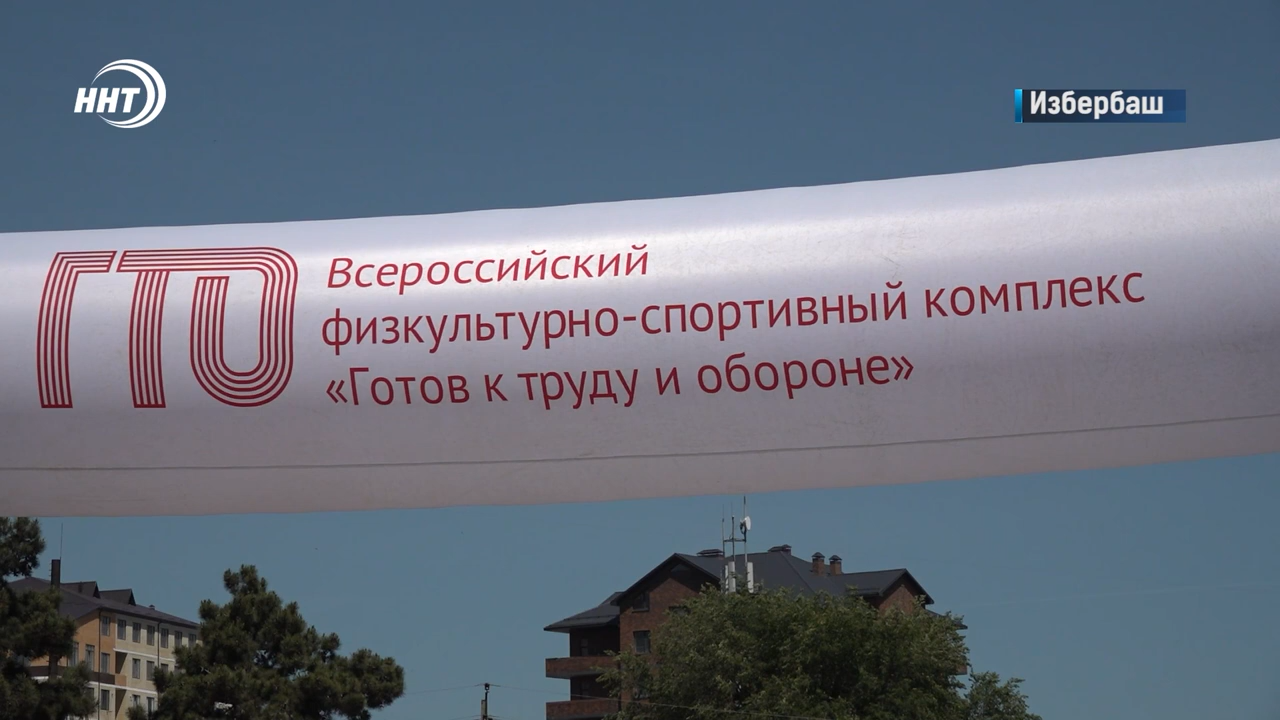 ННТ
Избербаш
ГТО
Всероссийский
физкультурно-спортивный комплекс
«Готов к труду и обороне»